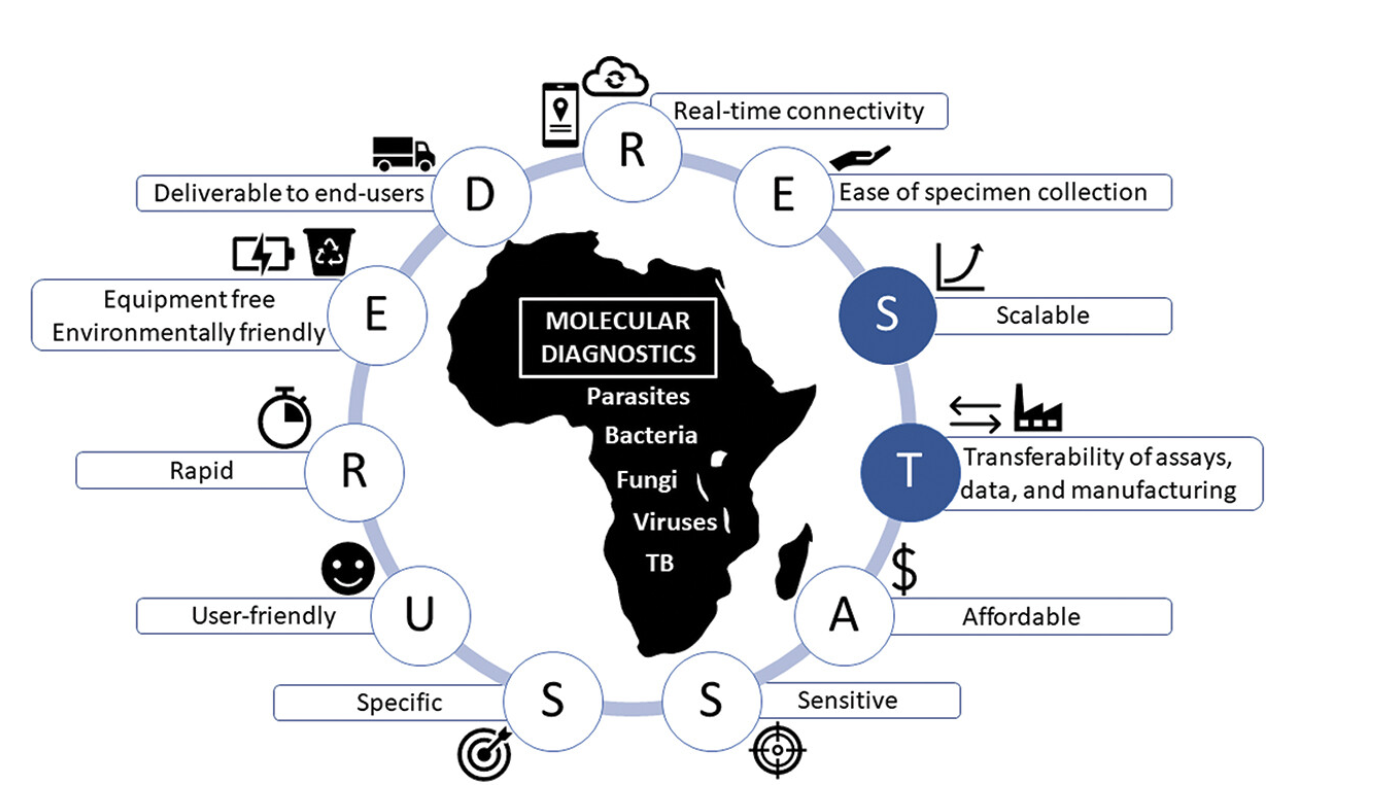 R
Real-time connectivity
E
Ease of specimen collection
S
Scalable
T
Transferability of assays,
data, and manufacturing
$
A
Affordable
S
Sensitive
S
Specific
U
User-friendly
R
Rapid
E
Equipment free
Environmentally friendly
D
Deliverable to end-users
MOLECULAR
DIAGNOSTICS
Parasites
Bacteria
Fungi
Viruses
TB